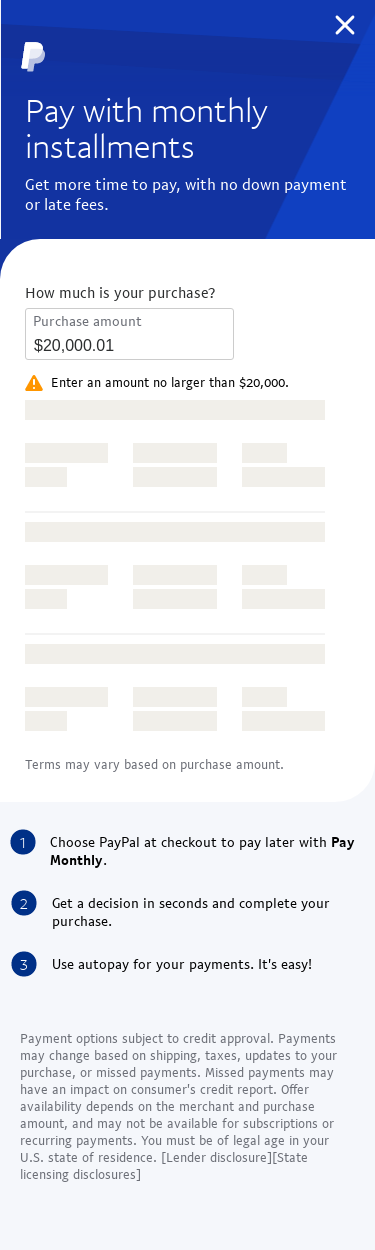 Pay with monthly
installments
Get more time to pay, with no down payment
or late fees.
How much is your purchase?
Purchase amount
$20,000.01
Enter an amount no larger than $20,000.
Terms may vary based on purchase amount.
1 Choose PayPal at checkout to pay later with Pay
Monthly.
2 Get a decision in seconds and complete your
purchase.
3 Use autopay for your payments. It's easy!
Payment options subject to credit approval. Payments
may change based on shipping, taxes, updates to your
purchase, or missed payments. Missed payments may
have an impact on consumer's credit report. Offer
availability depends on the merchant and purchase
amount, and may not be available for subscriptions or
recurring payments. You must be of legal age in your
U.S. state of residence. [Lender disclosure][State
licensing disclosures]